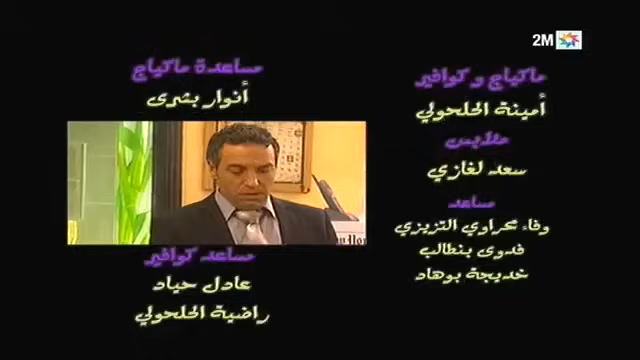 2M
ماكياج و كوافير
أمينة الحلحولي
ملابس
سعد لغازي
مساعد
وفاء محراوي التزيزي
فدوى بنطالب
خديجة بوهاد
مساعدة ماكياج
أنوار بشرى
مساعد كوافير
عادل حياد
راضية الحلحولي